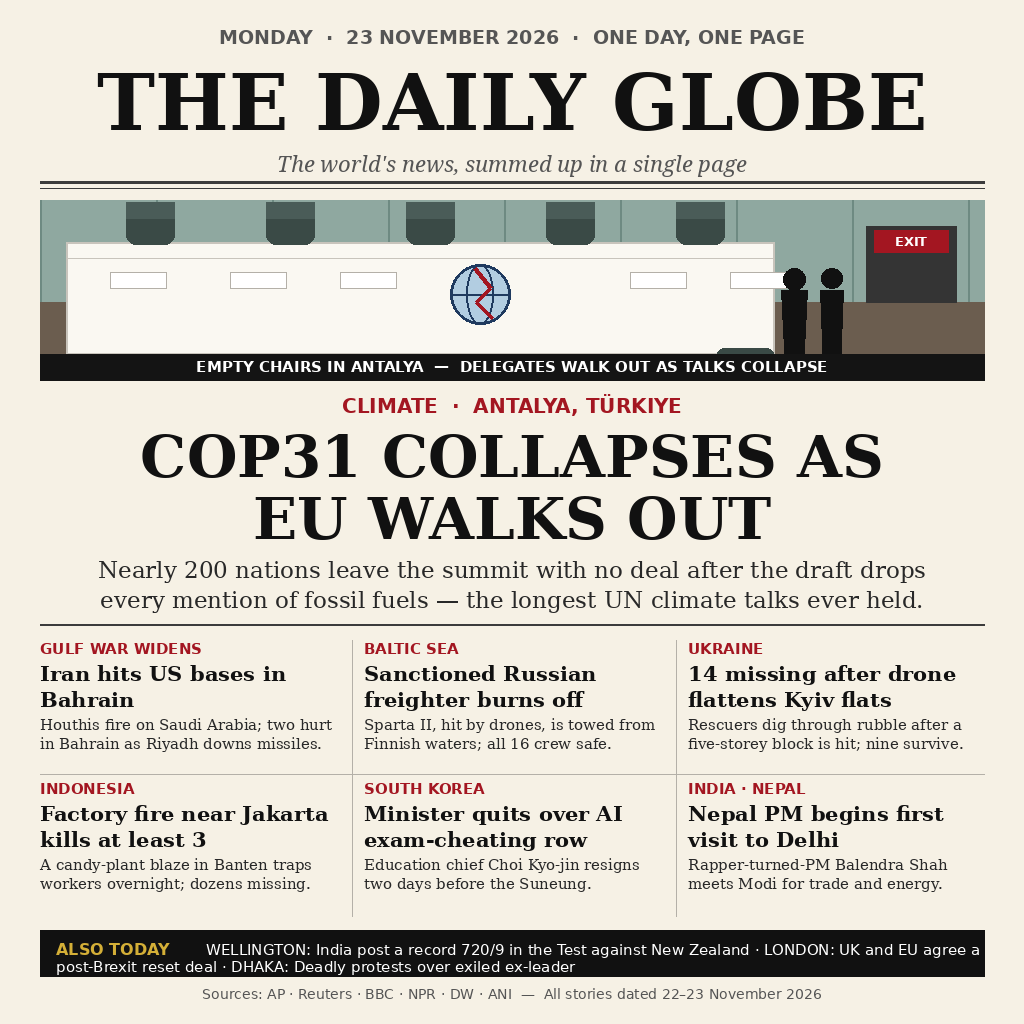 MONDAY · 23 NOVEMBER 2026 · ONE DAY, ONE PAGE
THE DAILY GLOBE
The world's news, summed up in a single page
EXIT
EMPTY CHAIRS IN ANTALYA — DELEGATES WALK OUT AS TALKS COLLAPSE
CLIMATE · ANTALYA, TÜRKIYE
COP31 COLLAPSES AS
EU WALKS OUT
Nearly 200 nations leave the summit with no deal after the draft drops
every mention of fossil fuels — the longest UN climate talks ever held.
GULF WAR WIDENS
Iran hits US bases in
Bahrain
Houthis fire on Saudi Arabia; two hurt
in Bahrain as Riyadh downs missiles.
BALTIC SEA
Sanctioned Russian
freighter burns off
Sparta II, hit by drones, is towed from
Finnish waters; all 16 crew safe.
UKRAINE
14 missing after drone
flattens Kyiv flats
Rescuers dig through rubble after a
five-storey block is hit; nine survive.
INDONESIA
Factory fire near Jakarta
kills at least 3
A candy-plant blaze in Banten traps
workers overnight; dozens missing.
SOUTH KOREA
Minister quits over AI
exam-cheating row
Education chief Choi Kyo-jin resigns
two days before the Suneung.
INDIA · NEPAL
Nepal PM begins first
visit to Delhi
Rapper-turned-PM Balendra Shah
meets Modi for trade and energy.
ALSO TODAY WELLINGTON: India post a record 720/9 in the Test against New Zealand · LONDON: UK and EU agree a
post-Brexit reset deal · DHAKA: Deadly protests over exiled ex-leader
Sources: AP · Reuters · BBC · NPR · DW · ANI — All stories dated 22–23 November 2026